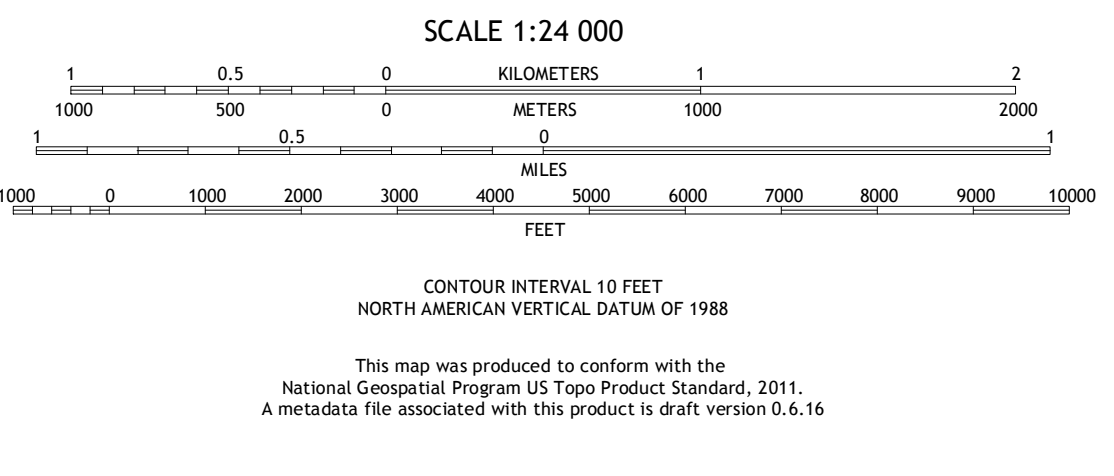 SCALE 1:24 000
1 0.5 0 KILOMETERS 1 2
1000 500 0 METERS 1000 2000
1 0.5 0 1
MILES
1000 0 1000 2000 3000 4000 5000 6000 7000 8000 9000 10000
FEET
CONTOUR INTERVAL 10 FEET
NORTH AMERICAN VERTICAL DATUM OF 1988
This map was produced to conform with the
National Geospatial Program US Topo Product Standard, 2011.
A metadata file associated with this product is draft version 0.6.16